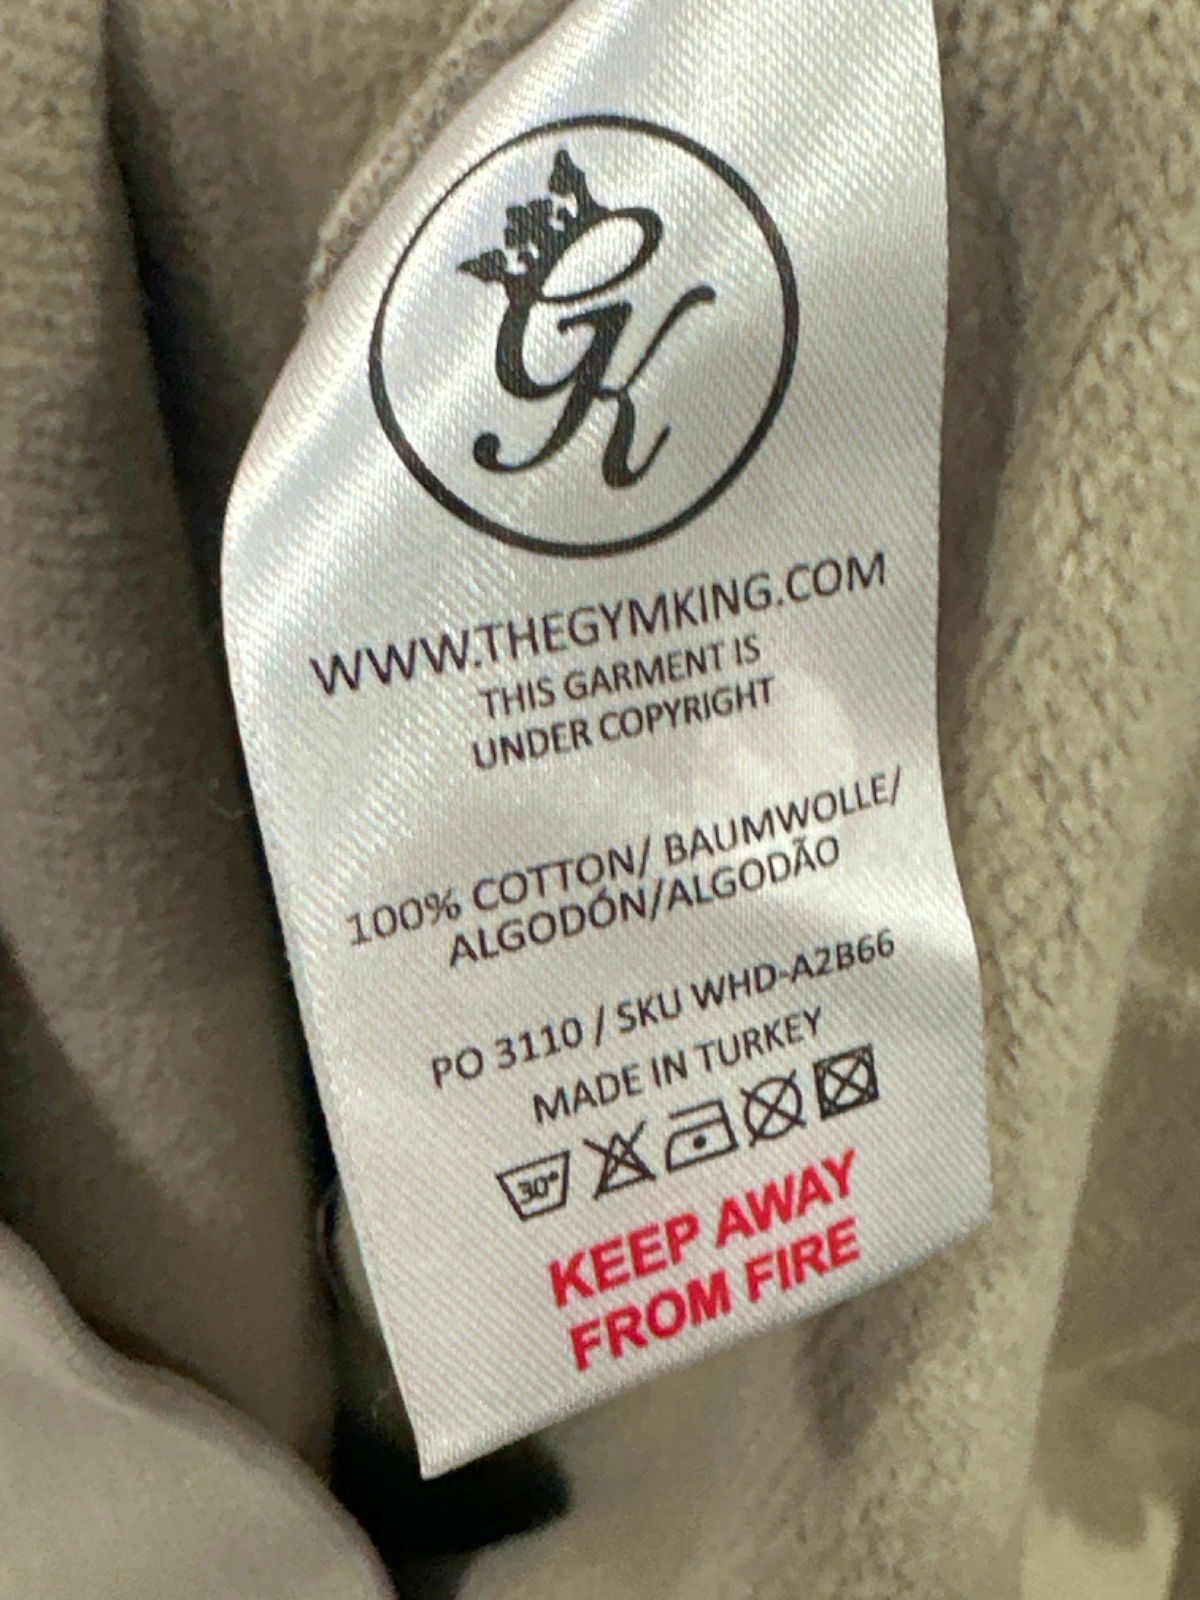 GK
WWW.THEGYMKING.COM
THIS GARMENT IS
UNDER COPYRIGHT
100% COTTON/ BAUMWOLLE/
ALGODÓN/ALGODÃO
PO 3110 / SKU WHD-A2B66
MADE IN TURKEY
30°
KEEP AWAY
FROM FIRE